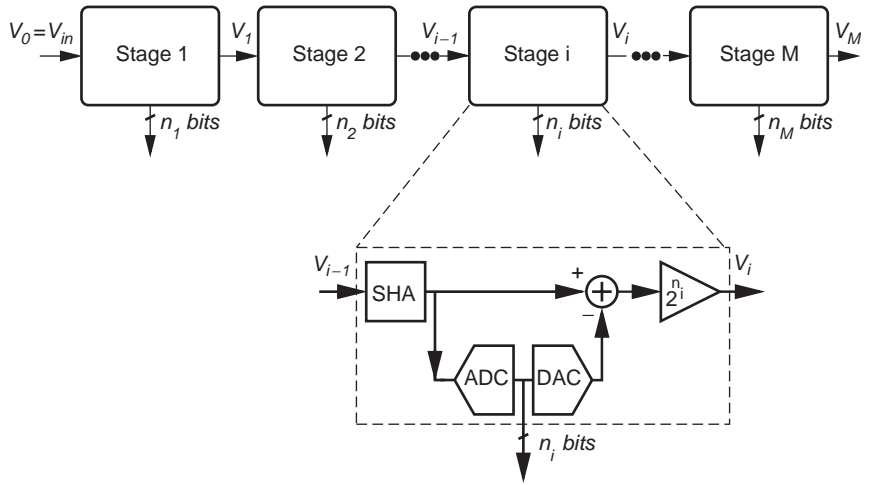 V0=Vin
Stage 1
V1
Stage 2
Vi−1
Stage i
Vi
Stage M
VM
n1 bits
n2 bits
ni bits
nM bits
Vi−1
SHA
+
−
+
2ni
Vi
ADC
DAC
ni bits